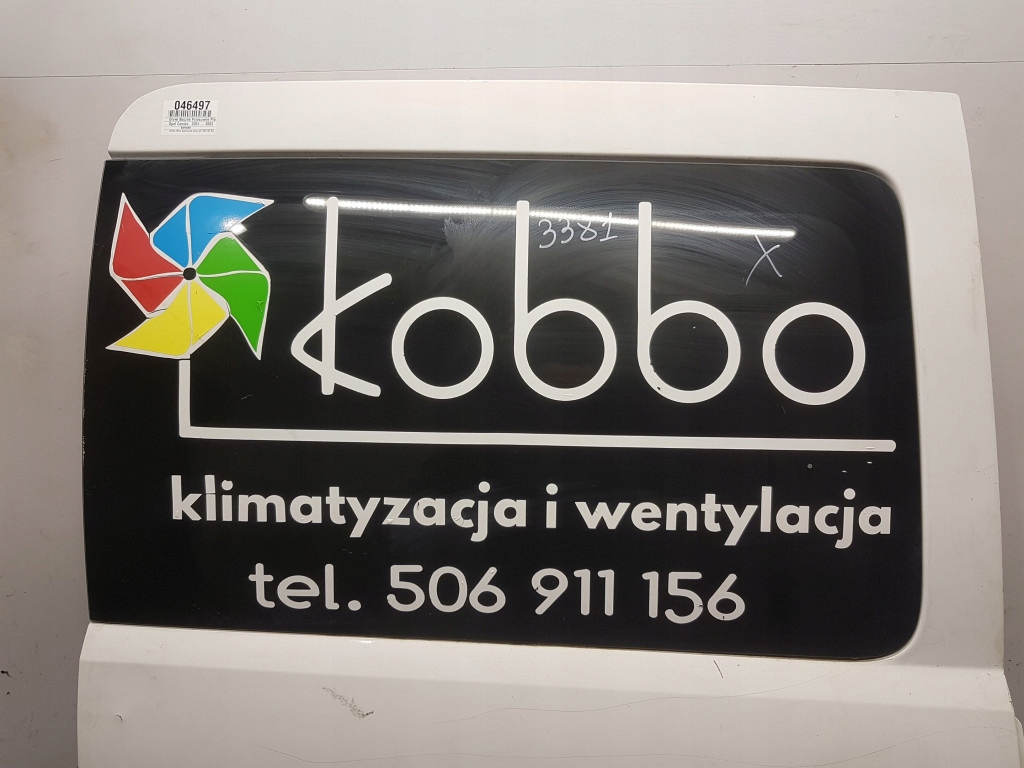 046497
kobbo
3381
X
klimatyzacja i wentylacja
tel. 506 911 156